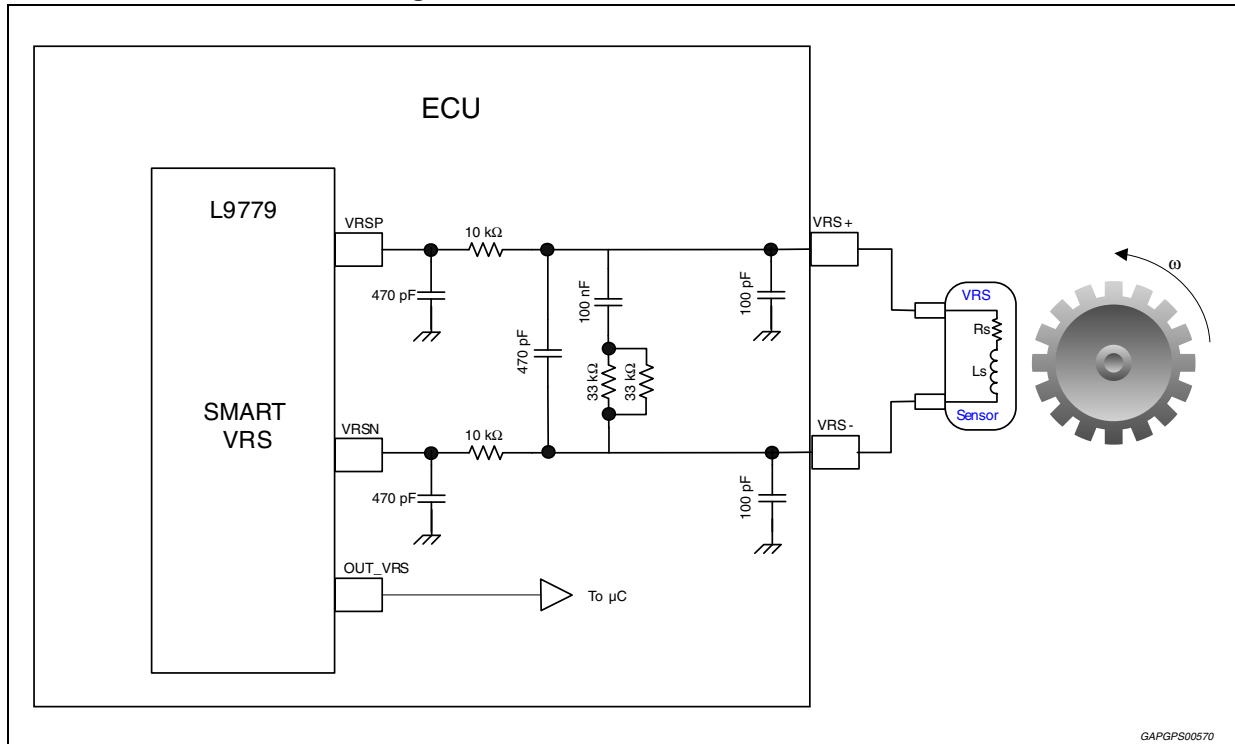 ECU
L9779
SMART
VRS
VRSP
VRSN
OUT_VRS
10 kΩ
470 pF
470 pF
100 nF
33 kΩ
33 kΩ
100 pF
10 kΩ
470 pF
100 pF
To µC
VRS+
VRS-
VRS
Rs
Ls
Sensor
ω
GAPGPS00570